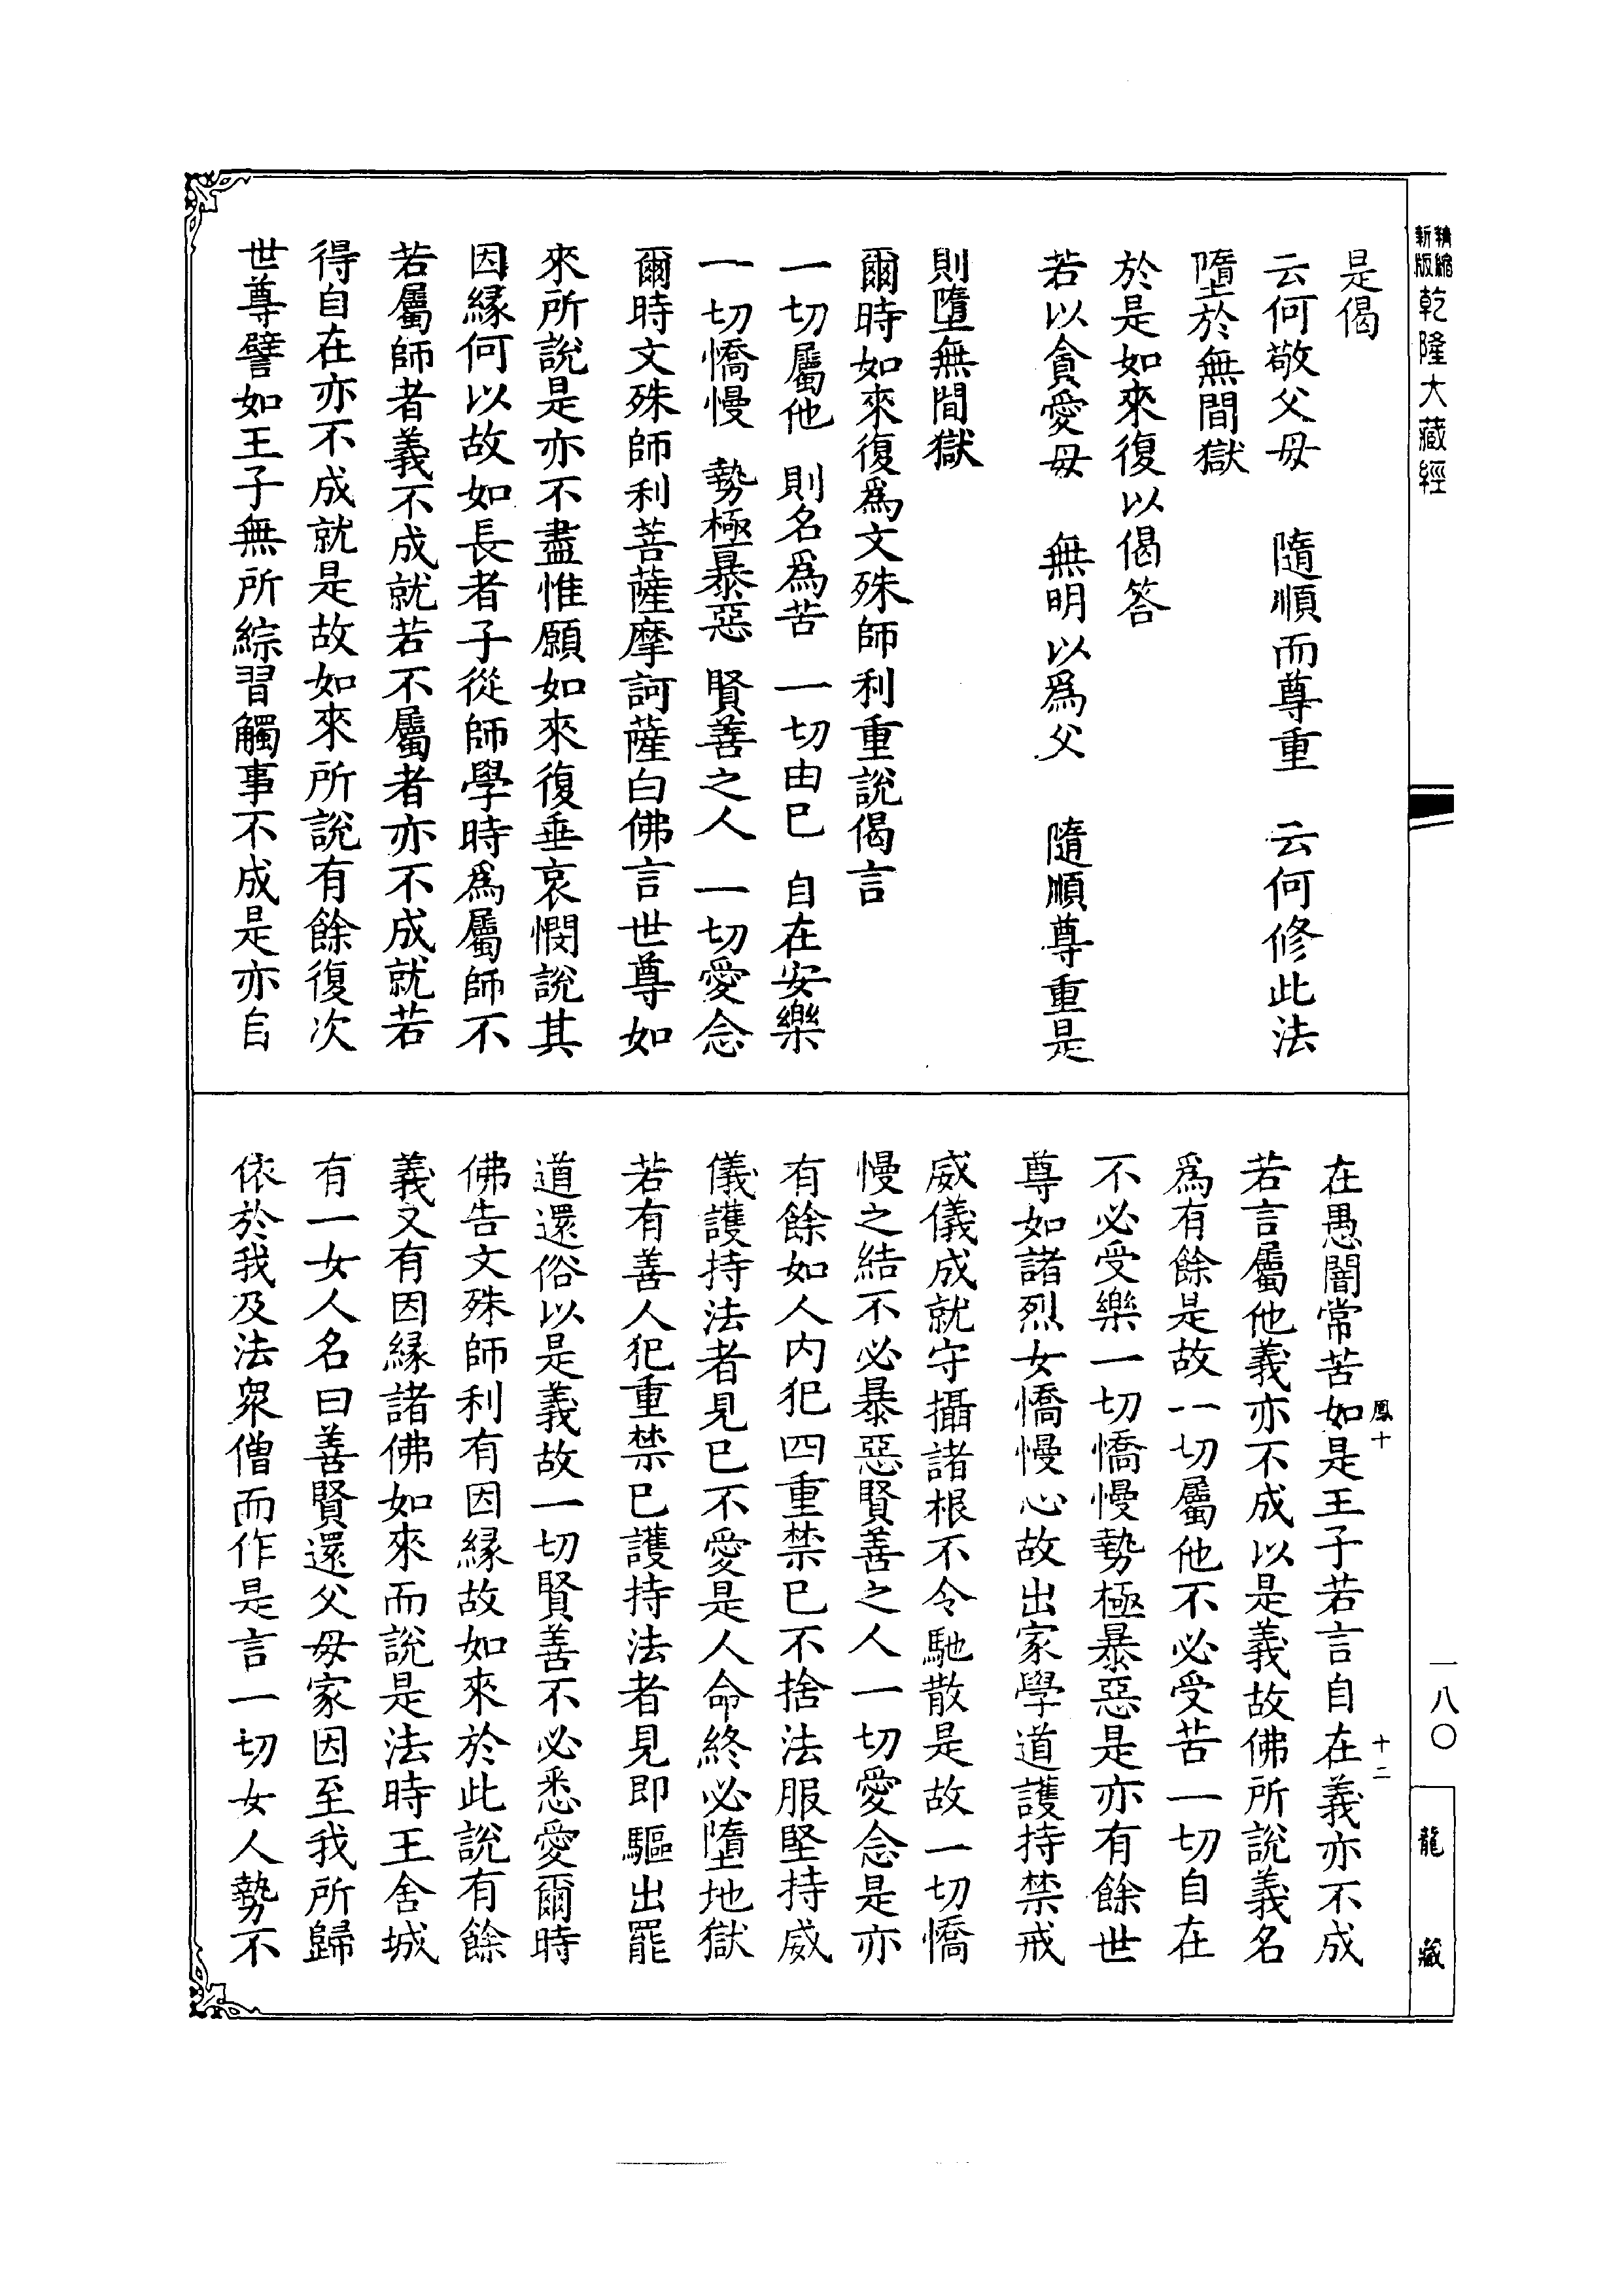 精縮新版乾隆大藏經
是偈
云何敬父毋　隨順而尊重　云何修此法
墮於無間獄
於是如來復以偈答
若以貪愛毋　無明以爲父　隨順尊重是
則墮無間獄
爾時如來復爲文殊師利重說偈言
一切屬他　則名爲苦　一切由巳　自在安樂
一切憍慢　勢極暴惡　賢善之人　一切愛念
爾時文殊師利菩薩摩訶薩白佛言世尊如
來所說是亦不盡惟願如來復垂哀憫說其
因緣何以故如長者子從師學時爲屬師不
若屬師者義不成就若不屬者亦不成就若
得自在亦不成就是故如來所說有餘復次
世尊譬如王子無所綜習觸事不成是亦自
鳳十
十二
在愚闇常苦如是王子若言自在義亦不成
若言屬他義亦不成以是義故佛所說義名
爲有餘是故一切屬他不必受苦一切自在
不必受樂一切憍慢勢極暴惡是亦有餘世
尊如諸烈女憍慢心故出家學道護持禁戒
威儀成就守攝諸根不令馳散是故一切憍
慢之結不必暴惡賢善之人一切愛念是亦
有餘如人內犯四重禁巳不捨法服堅持威
儀護持法者見巳不愛是人命終必墮地獄
若有善人犯重禁巳護持法者見即驅出罷
道還俗以是義故一切賢善不必悉愛爾時
佛告文殊師利有因緣故如來於此說有餘
義又有因緣諸佛如來而說是法時王舍城
有一女人名曰善賢還父毋家因至我所歸
依於我及法衆僧而作是言一切女人勢不
一八〇
龍藏